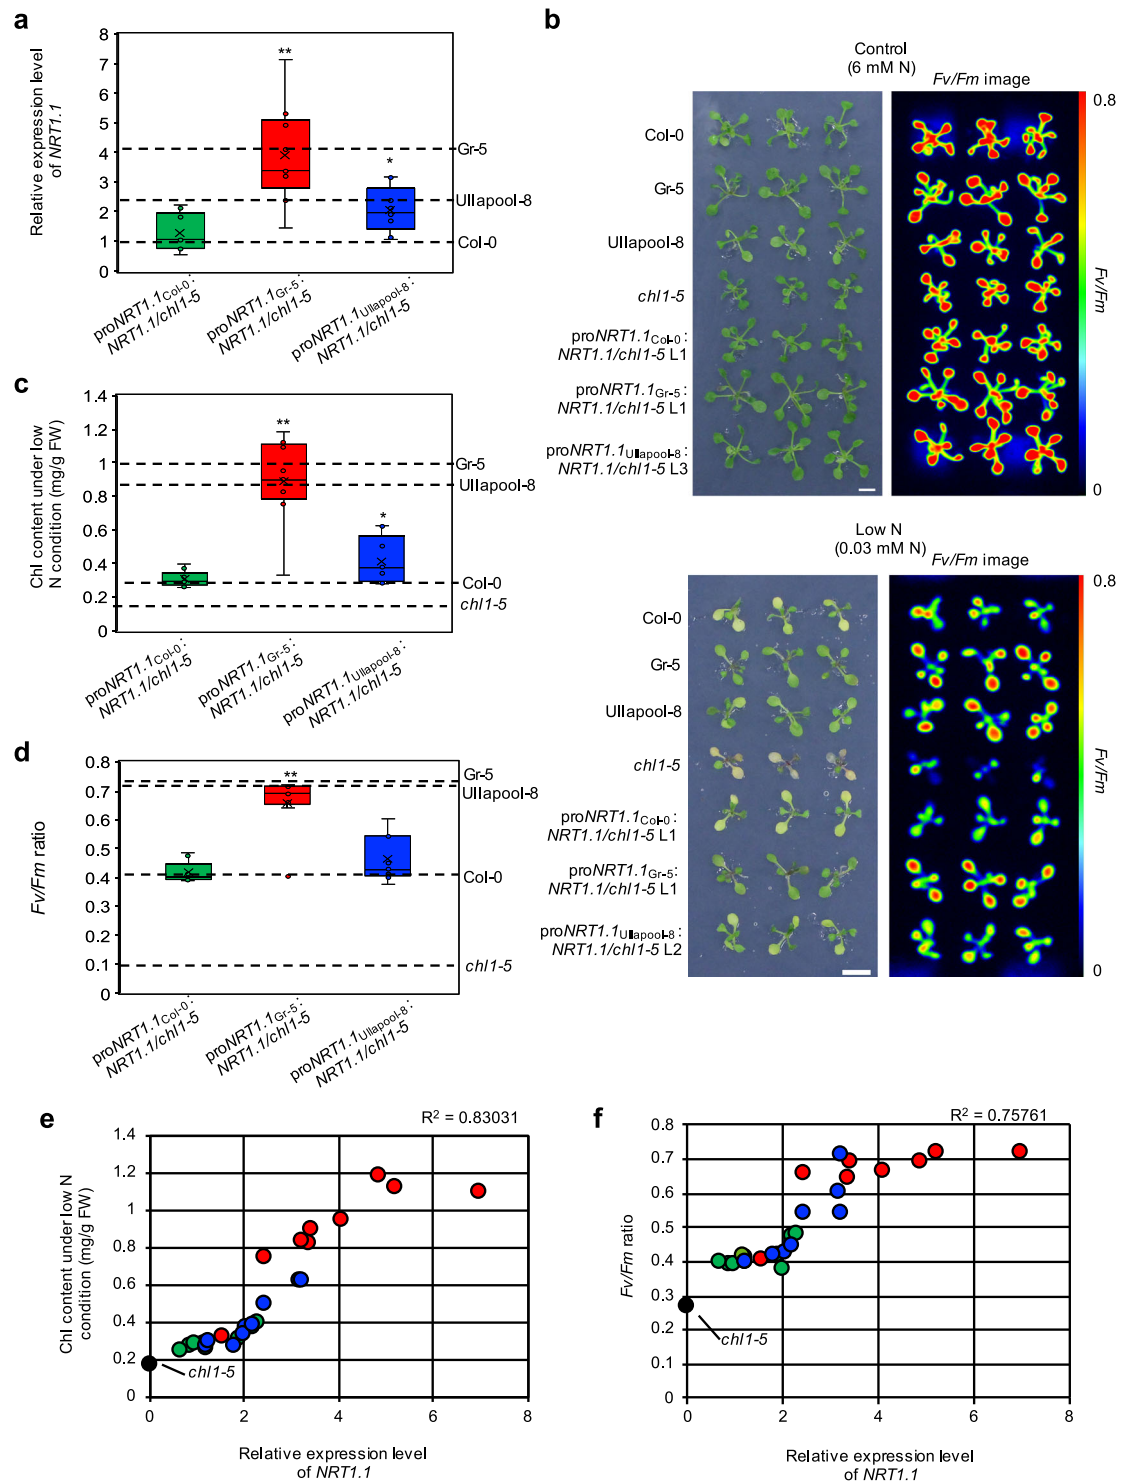 a
Relative expression level
of NRT1.1
8
7
6
5
4
3
2
1
0
**
*
Gr-5
Ullapool-8
Col-0
proNRT1.1Col-0:
NRT1.1/chl1-5
proNRT1.1Gr-5:
NRT1.1/chl1-5
proNRT1.1Ullapool-8:
NRT1.1/chl1-5
b
Control
(6 mM N)
Fv/Fm image
Col-0
Gr-5
Ullapool-8
chl1-5
proNRT1.1Col-0:
NRT1.1/chl1-5 L1
proNRT1.1Gr-5:
NRT1.1/chl1-5 L1
proNRT1.1Ullapool-8:
NRT1.1/chl1-5 L3
0.8
Fv/Fm
0
Low N
(0.03 mM N)
Fv/Fm image
Col-0
Gr-5
Ullapool-8
chl1-5
proNRT1.1Col-0:
NRT1.1/chl1-5 L1
proNRT1.1Gr-5:
NRT1.1/chl1-5 L1
proNRT1.1Ullapool-8:
NRT1.1/chl1-5 L2
0.8
Fv/Fm
0
c
Chl content under low
N condition (mg/g FW)
1.4
1.2
1
0.8
0.6
0.4
0.2
0
**
*
Gr-5
Ullapool-8
Col-0
chl1-5
proNRT1.1Col-0:
NRT1.1/chl1-5
proNRT1.1Gr-5:
NRT1.1/chl1-5
proNRT1.1Ullapool-8:
NRT1.1/chl1-5
d
Fv/Fm ratio
0.8
0.7
0.6
0.5
0.4
0.3
0.2
0.1
0
**
Gr-5
Ullapool-8
Col-0
chl1-5
proNRT1.1Col-0:
NRT1.1/chl1-5
proNRT1.1Gr-5:
NRT1.1/chl1-5
proNRT1.1Ullapool-8:
NRT1.1/chl1-5
e
R² = 0.83031
Chl content under low N
condition (mg/g FW)
1.4
1.2
1
0.8
0.6
0.4
0.2
0
chl1-5
0 2 4 6 8
Relative expression level
of NRT1.1
f
R² = 0.75761
Fv/Fm ratio
0.8
0.7
0.6
0.5
0.4
0.3
0.2
0.1
0
chl1-5
0 2 4 6 8
Relative expression level
of NRT1.1